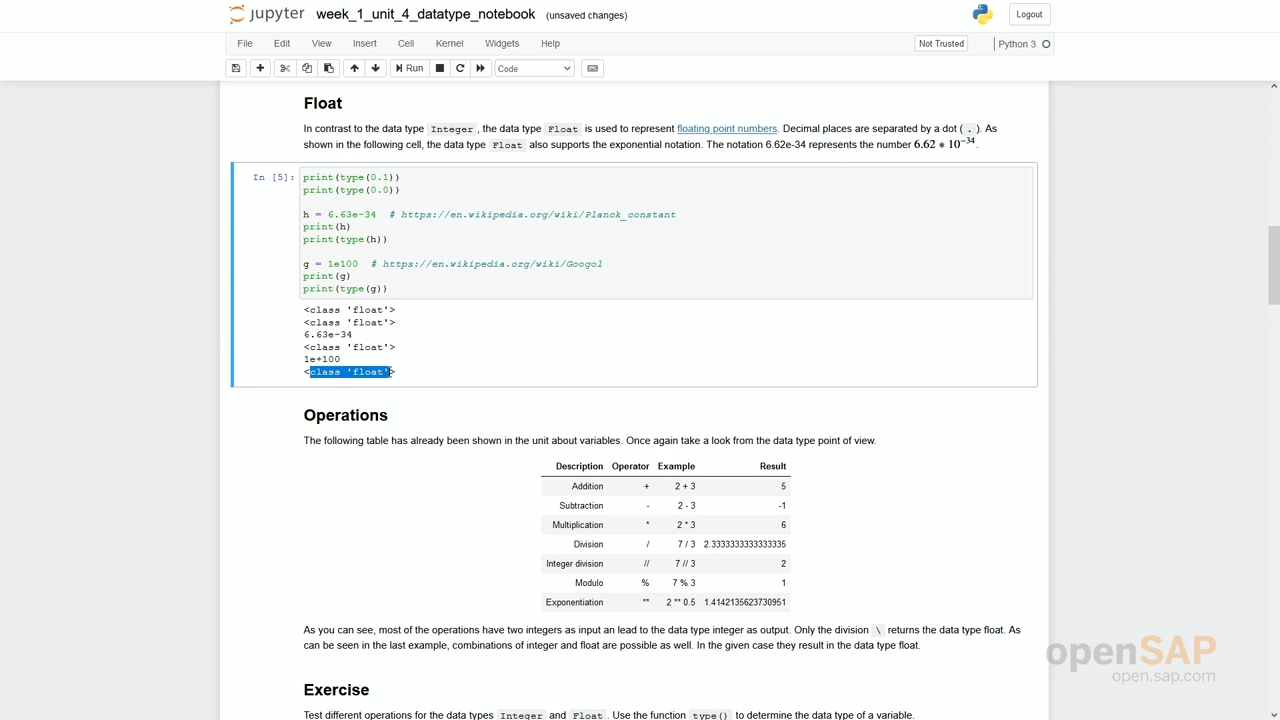 jupyter week_1_unit_4_datatype_notebook (unsaved changes) Logout
File Edit View Insert Cell Kernel Widgets Help Not Trusted Python 3
Run Code
Float
In contrast to the data type Integer , the data type Float is used to represent floating point numbers. Decimal places are separated by a dot ( . ). As
shown in the following cell, the data type Float also supports the exponential notation. The notation 6.62e-34 represents the number 6.62 ∗ 10⁻³⁴.
In [5]: print(type(0.1))
print(type(0.0))
h = 6.63e-34  # https://en.wikipedia.org/wiki/Planck_constant
print(h)
print(type(h))
g = 1e100  # https://en.wikipedia.org/wiki/Googol
print(g)
print(type(g))
<class 'float'>
<class 'float'>
6.63e-34
<class 'float'>
1e+100
<class 'float'>
Operations
The following table has already been shown in the unit about variables. Once again take a look from the data type point of view.
Description Operator Example Result
Addition + 2 + 3 5
Subtraction - 2 - 3 -1
Multiplication * 2 * 3 6
Division / 7 / 3 2.3333333333333335
Integer division // 7 // 3 2
Modulo % 7 % 3 1
Exponentiation ** 2 ** 0.5 1.4142135623730951
As you can see, most of the operations have two integers as input an lead to the data type integer as output. Only the division \ returns the data type float. As
can be seen in the last example, combinations of integer and float are possible as well. In the given case they result in the data type float.
openSAP
open.sap.com
Exercise
Test different operations for the data types Integer and Float . Use the function type() to determine the data type of a variable.